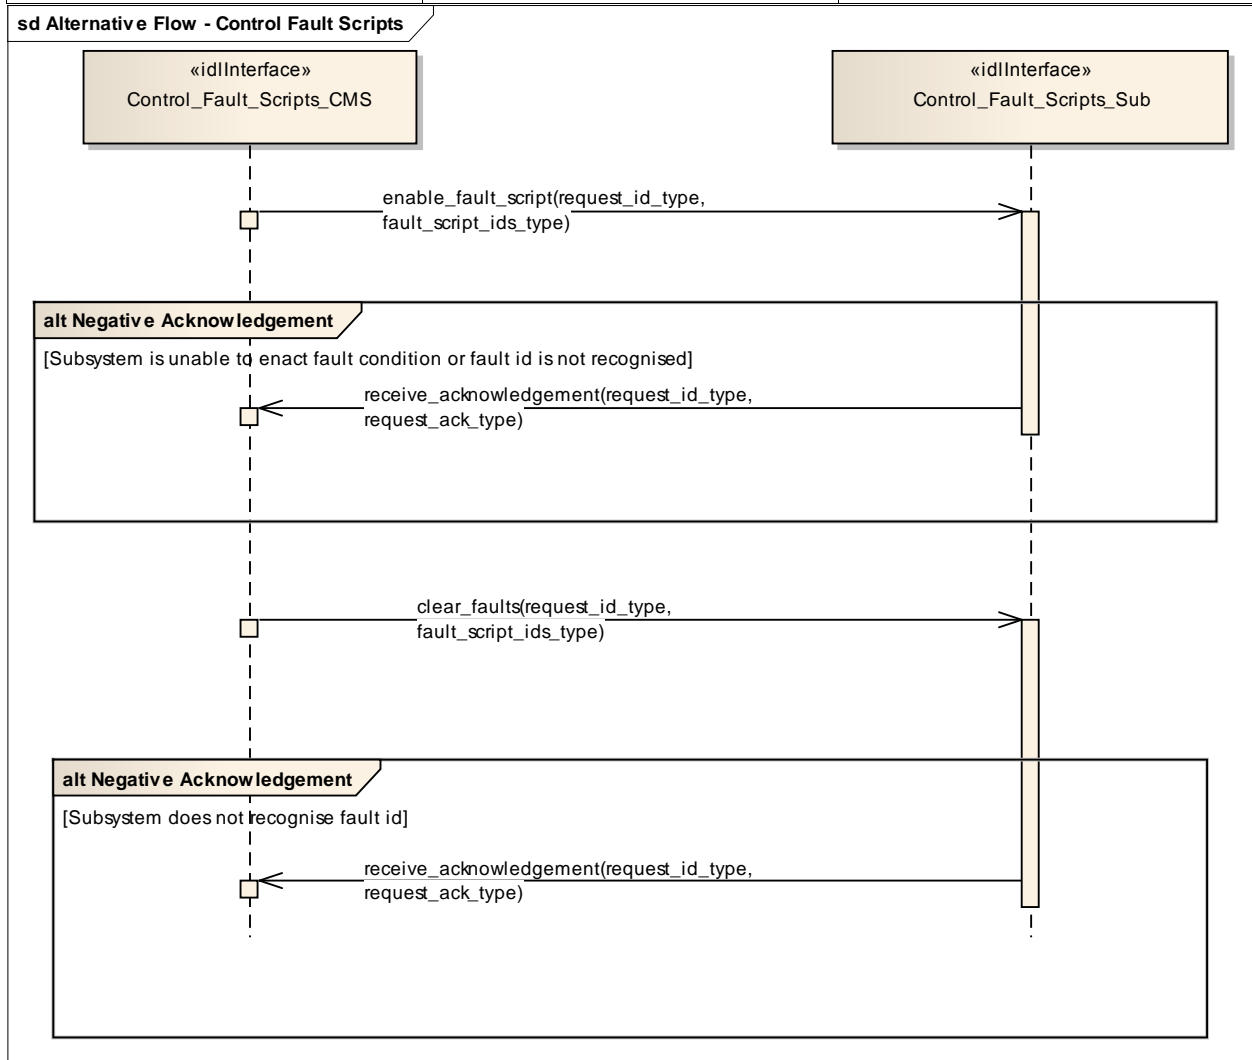 sd Alternative Flow - Control Fault Scripts
«idlInterface»
Control_Fault_Scripts_CMS
«idlInterface»
Control_Fault_Scripts_Sub
enable_fault_script(request_id_type,
fault_script_ids_type)
alt Negative Acknowledgement
[Subsystem is unable to enact fault condition or fault id is not recognised]
receive_acknowledgement(request_id_type,
request_ack_type)
clear_faults(request_id_type,
fault_script_ids_type)
alt Negative Acknowledgement
[Subsystem does not recognise fault id]
receive_acknowledgement(request_id_type,
request_ack_type)